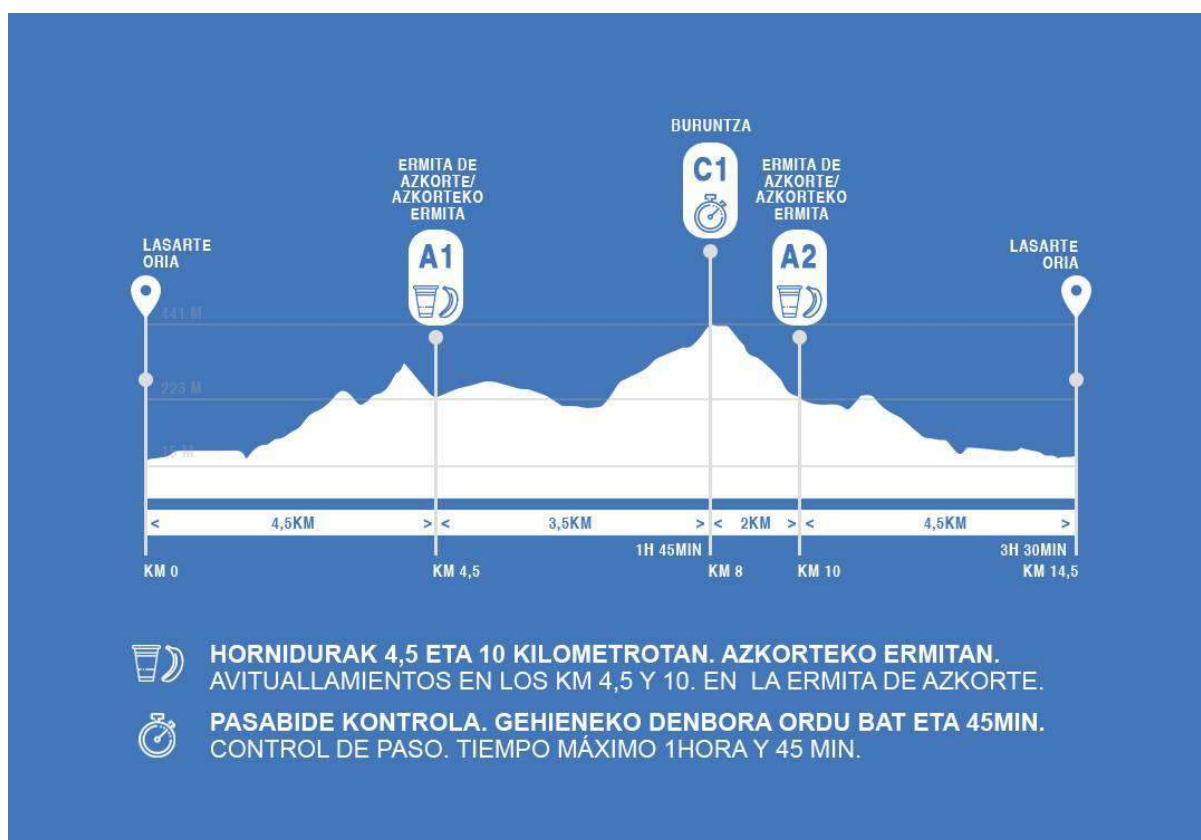 BURUNTZA
C1
ERMITA DE
AZKORTE/
AZKORTEKO
ERMITA
A1
ERMITA DE
AZKORTE/
AZKORTEKO
ERMITA
A2
LASARTE
ORIA
LASARTE
ORIA
441 M
223 M
15 M
< 4,5KM > < 3,5KM > < 2KM > < 4,5KM >
1H 45MIN
3H 30MIN
KM 0
KM 4,5
KM 8
KM 10
KM 14,5
HORNIDURAK 4,5 ETA 10 KILOMETROTAN. AZKORTEKO ERMITAN.
AVITUALLAMIENTOS EN LOS KM 4,5 Y 10. EN LA ERMITA DE AZKORTE.
PASABIDE KONTROLA. GEHIENEKO DENBORA ORDU BAT ETA 45MIN.
CONTROL DE PASO. TIEMPO MÁXIMO 1HORA Y 45 MIN.